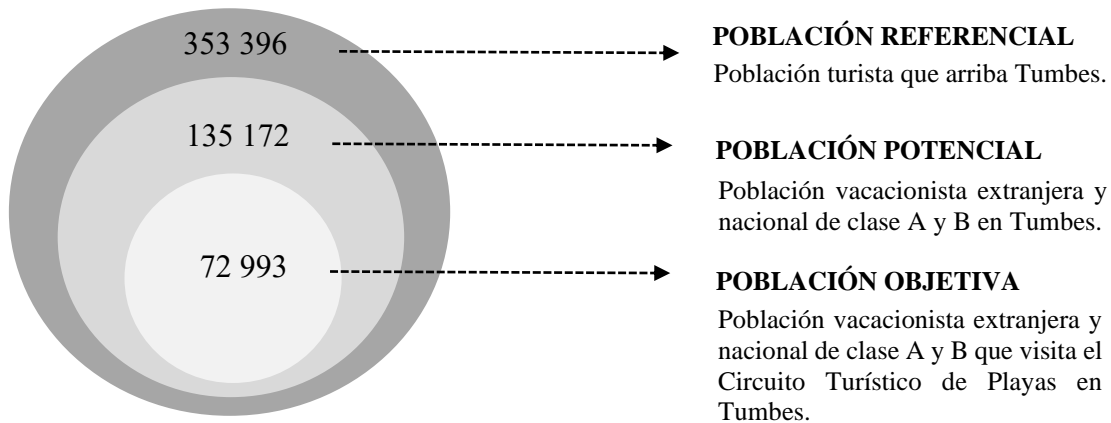 353 396
POBLACIÓN REFERENCIAL
Población turista que arriba Tumbes.
135 172
POBLACIÓN POTENCIAL
Población vacacionista extranjera y
nacional de clase A y B en Tumbes.
72 993
POBLACIÓN OBJETIVA
Población vacacionista extranjera y
nacional de clase A y B que visita el
Circuito Turístico de Playas en
Tumbes.